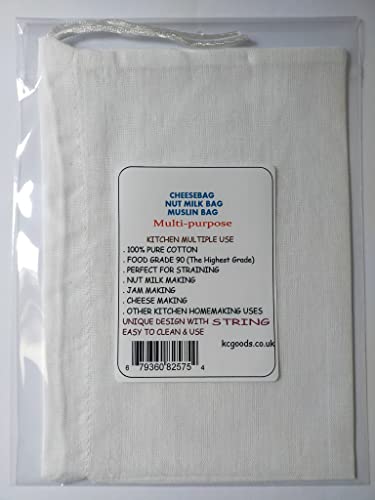 CHEESEBAG
NUT MILK BAG
MUSLIN BAG
Multi-purpose
KITCHEN MULTIPLE USE
. 100% PURE COTTON
. FOOD GRADE 90 (The Highest Grade)
. PERFECT FOR STRAINING
. NUT MILK MAKING
. JAM MAKING
. CHEESE MAKING
. OTHER KITCHEN HOMEMAKING USES
UNIQUE DESIGN WITH STRING
EASY TO CLEAN & USE
kcgoods.co.uk
6 79360 82575 4